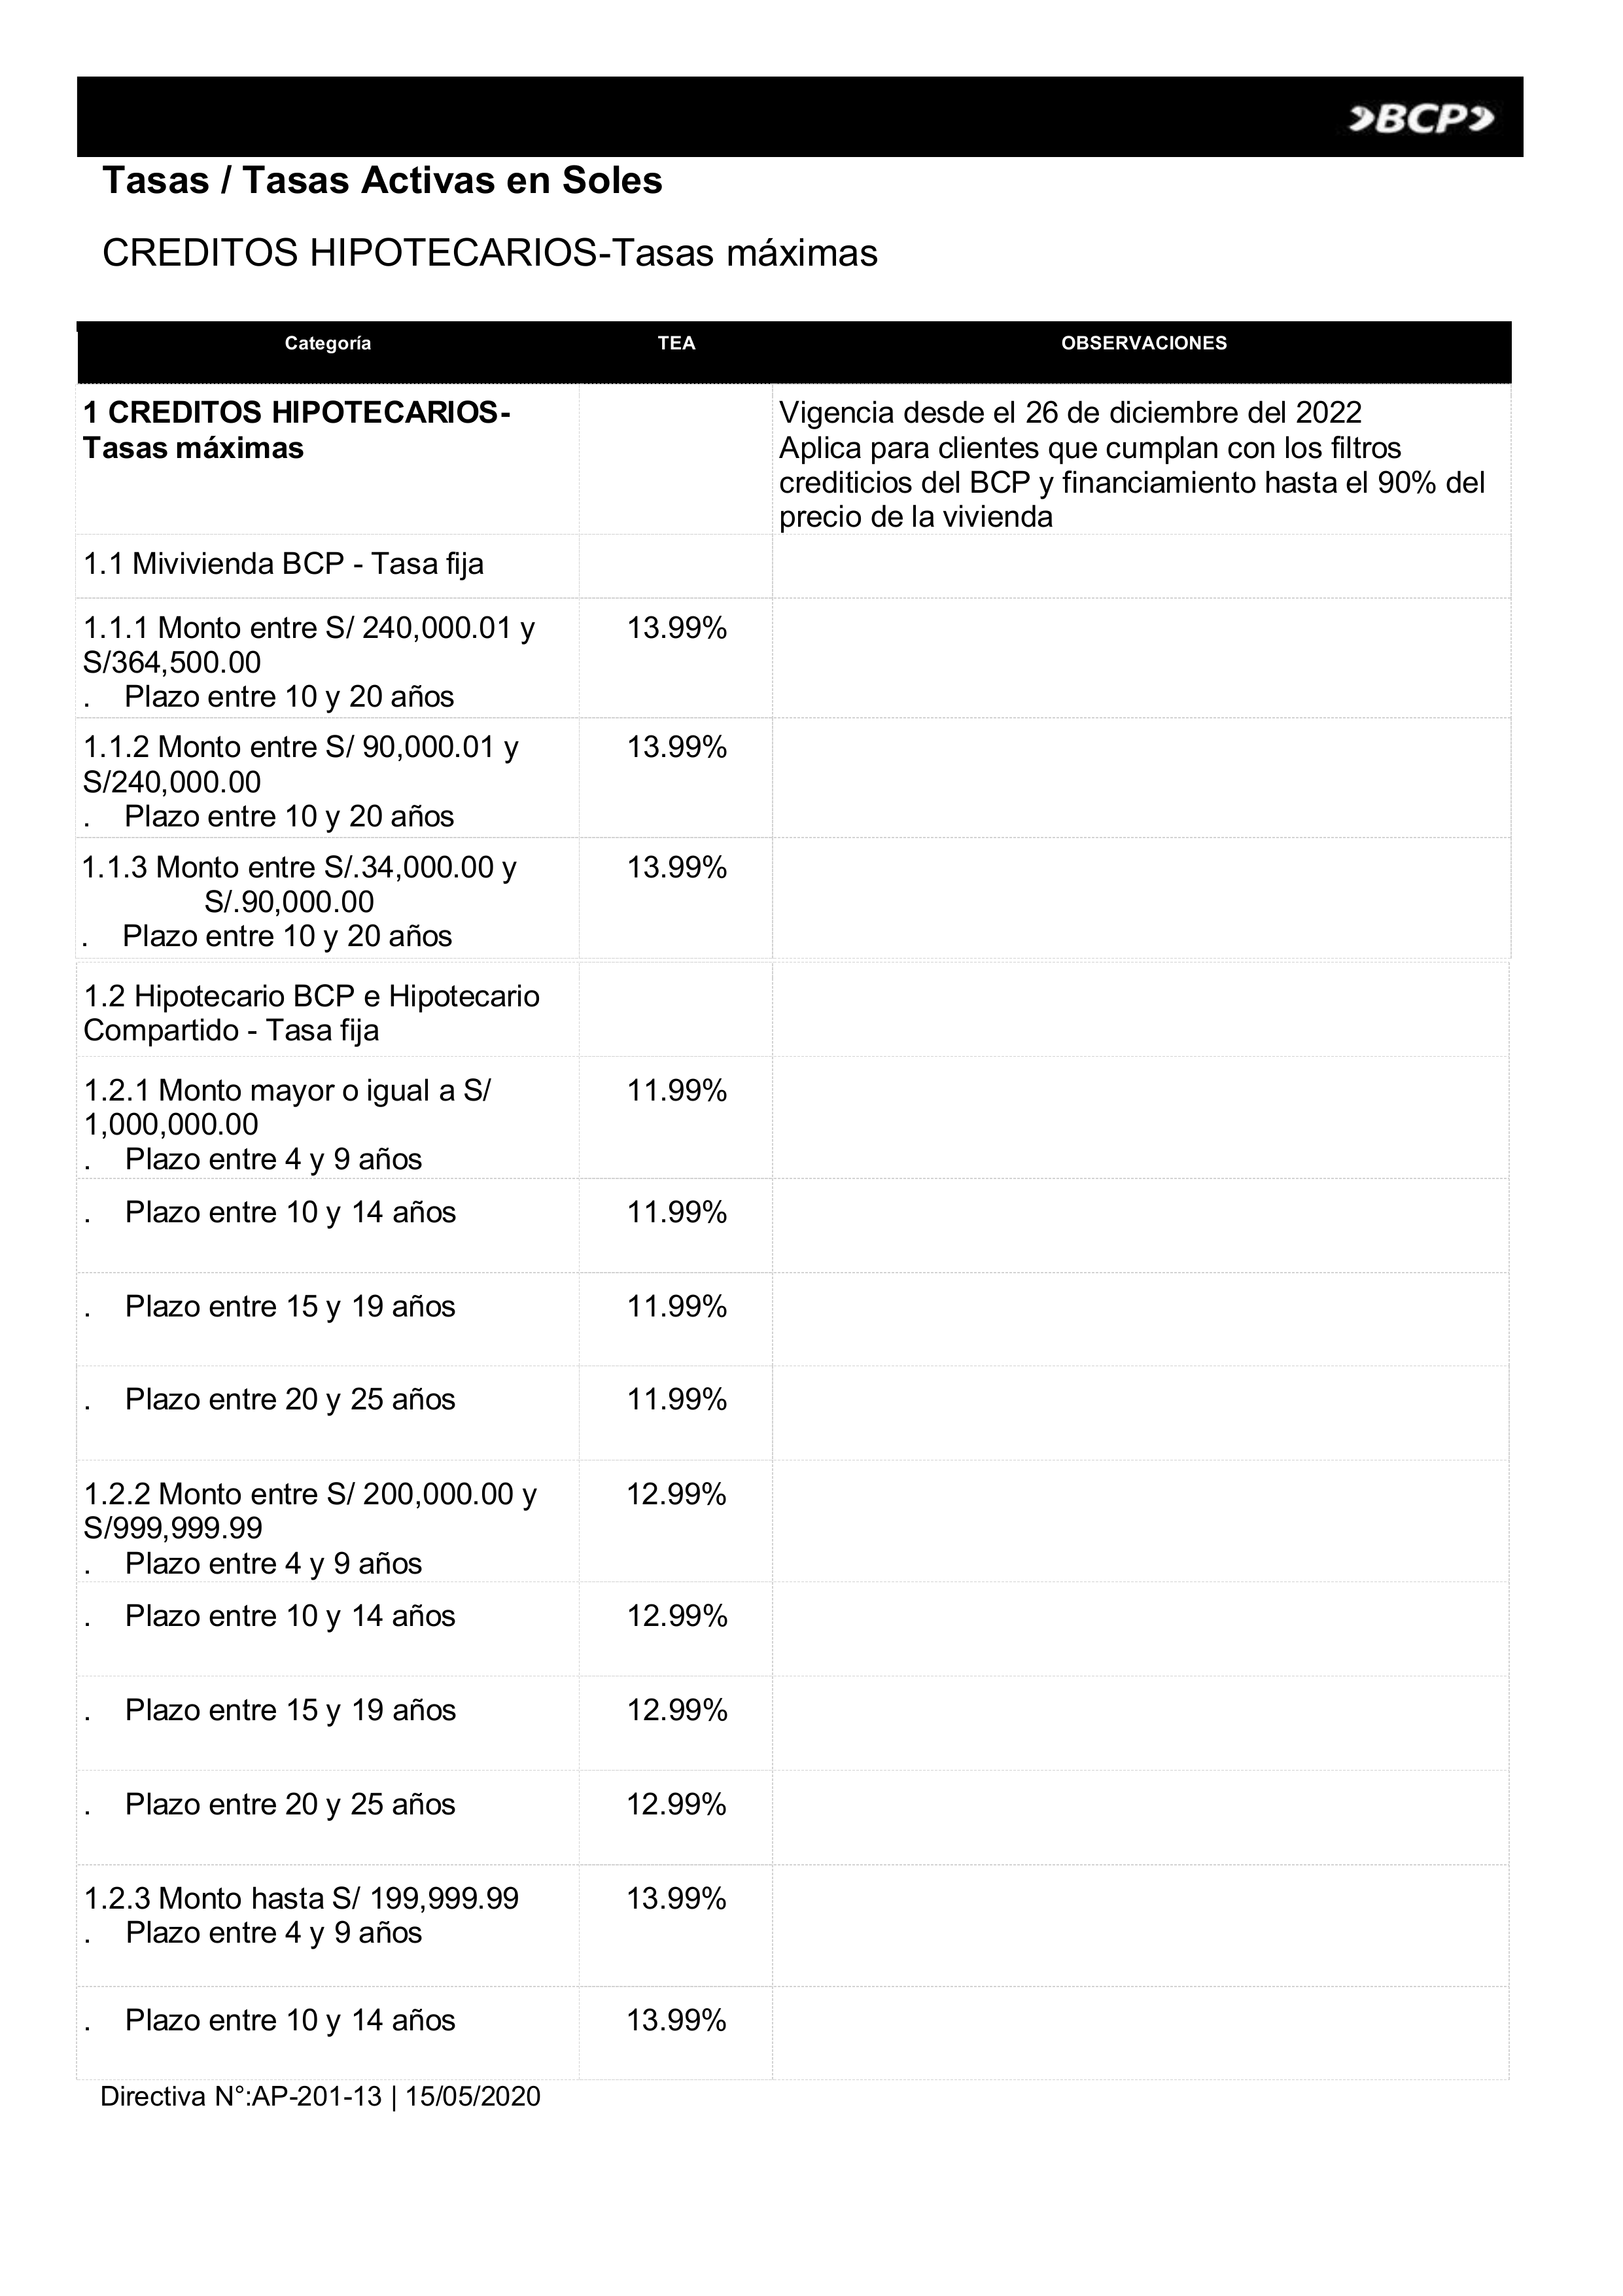 BCP
Tasas / Tasas Activas en Soles
CREDITOS HIPOTECARIOS-Tasas máximas
Categoría TEA OBSERVACIONES
1 CREDITOS HIPOTECARIOS-
Tasas máximas
Vigencia desde el 26 de diciembre del 2022
Aplica para clientes que cumplan con los filtros
crediticios del BCP y financiamiento hasta el 90% del
precio de la vivienda
1.1 Mivivienda BCP - Tasa fija
1.1.1 Monto entre S/ 240,000.01 y 13.99%
S/364,500.00
. Plazo entre 10 y 20 años
1.1.2 Monto entre S/ 90,000.01 y 13.99%
S/240,000.00
. Plazo entre 10 y 20 años
1.1.3 Monto entre S/.34,000.00 y 13.99%
S/.90,000.00
. Plazo entre 10 y 20 años
1.2 Hipotecario BCP e Hipotecario
Compartido - Tasa fija
1.2.1 Monto mayor o igual a S/ 11.99%
1,000,000.00
. Plazo entre 4 y 9 años
. Plazo entre 10 y 14 años 11.99%
. Plazo entre 15 y 19 años 11.99%
. Plazo entre 20 y 25 años 11.99%
1.2.2 Monto entre S/ 200,000.00 y 12.99%
S/999,999.99
. Plazo entre 4 y 9 años
. Plazo entre 10 y 14 años 12.99%
. Plazo entre 15 y 19 años 12.99%
. Plazo entre 20 y 25 años 12.99%
1.2.3 Monto hasta S/ 199,999.99 13.99%
. Plazo entre 4 y 9 años
. Plazo entre 10 y 14 años 13.99%
Directiva N°:AP-201-13 | 15/05/2020